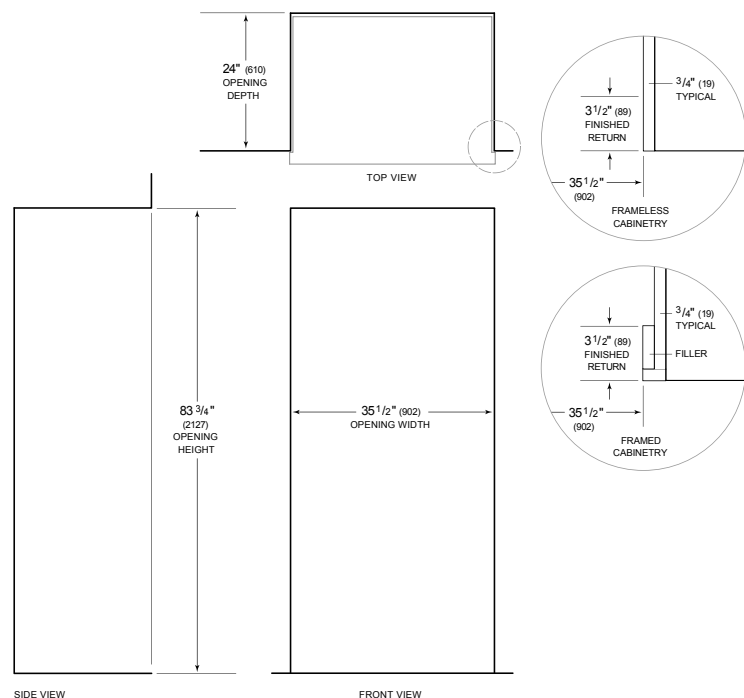 24" (610)
OPENING
DEPTH
TOP VIEW
3/4" (19)
TYPICAL
3 1/2" (89)
FINISHED
RETURN
35 1/2"
(902)
FRAMELESS
CABINETRY
3/4" (19)
TYPICAL
3 1/2" (89)
FINISHED
RETURN
FILLER
35 1/2"
(902)
FRAMED
CABINETRY
83 3/4"
(2127)
OPENING
HEIGHT
35 1/2" (902)
OPENING WIDTH
SIDE VIEW
FRONT VIEW